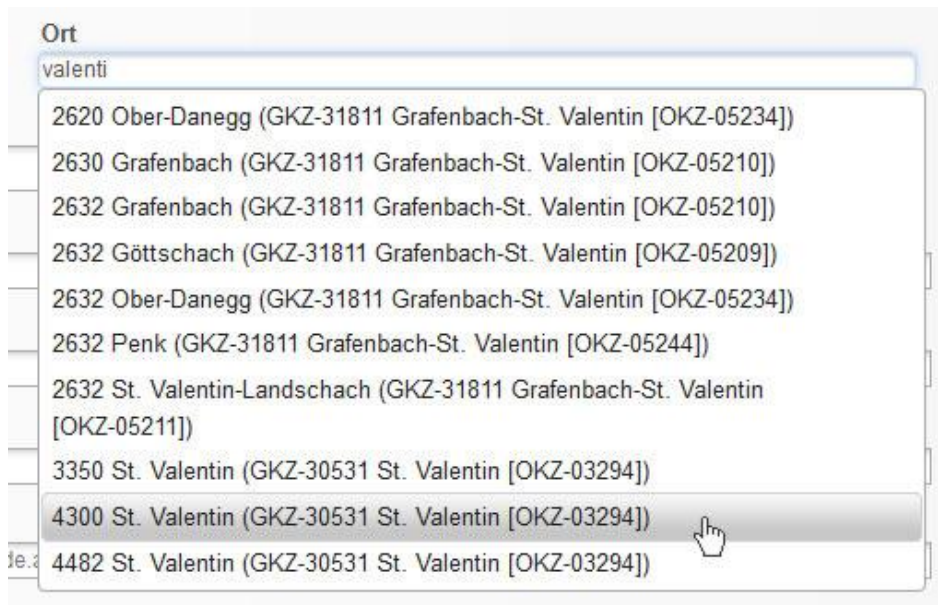 Ort
valenti
2620 Ober-Danegg (GKZ-31811 Grafenbach-St. Valentin [OKZ-05234])
2630 Grafenbach (GKZ-31811 Grafenbach-St. Valentin [OKZ-05210])
2632 Grafenbach (GKZ-31811 Grafenbach-St. Valentin [OKZ-05210])
2632 Göttschach (GKZ-31811 Grafenbach-St. Valentin [OKZ-05209])
2632 Ober-Danegg (GKZ-31811 Grafenbach-St. Valentin [OKZ-05234])
2632 Penk (GKZ-31811 Grafenbach-St. Valentin [OKZ-05244])
2632 St. Valentin-Landschach (GKZ-31811 Grafenbach-St. Valentin
[OKZ-05211])
3350 St. Valentin (GKZ-30531 St. Valentin [OKZ-03294])
4300 St. Valentin (GKZ-30531 St. Valentin [OKZ-03294])
4482 St. Valentin (GKZ-30531 St. Valentin [OKZ-03294])